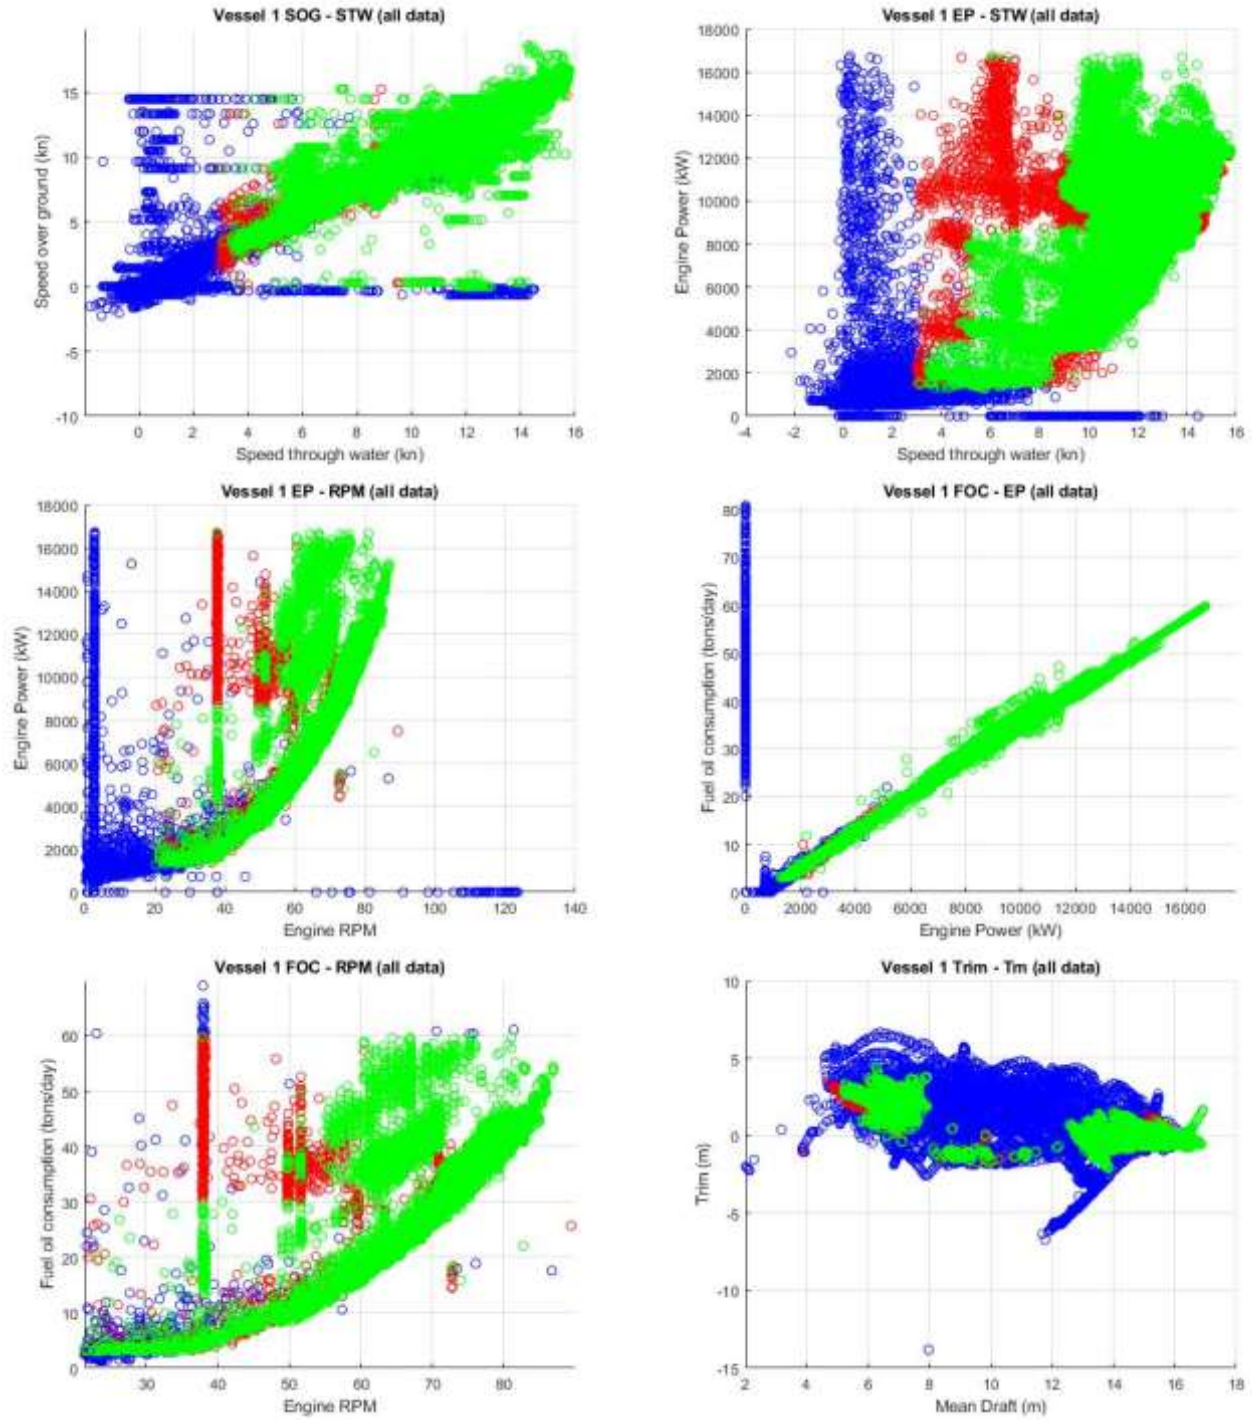 Vessel 1 SOG - STW (all data)
15
10
5
0
-5
-10
Speed over ground (kn)
0 2 4 6 8 10 12 14 16
Speed through water (kn)
Vessel 1 EP - STW (all data)
18000
16000
14000
12000
10000
8000
6000
4000
2000
0
Engine Power (kW)
-4 -2 0 2 4 6 8 10 12 14 16
Speed through water (kn)
Vessel 1 EP - RPM (all data)
18000
16000
14000
12000
10000
8000
6000
4000
2000
0
Engine Power (kW)
0 20 40 60 80 100 120 140
Engine RPM
Vessel 1 FOC - EP (all data)
80
70
60
50
40
30
20
10
0
Fuel oil consumption (tons/day)
0 2000 4000 6000 8000 10000 12000 14000 16000
Engine Power (kW)
Vessel 1 FOC - RPM (all data)
60
50
40
30
20
10
0
Fuel oil consumption (tons/day)
30 40 50 60 70 80
Engine RPM
Vessel 1 Trim - Tm (all data)
10
5
0
-5
-10
-15
Trim (m)
2 4 6 8 10 12 14 16 18
Mean Draft (m)